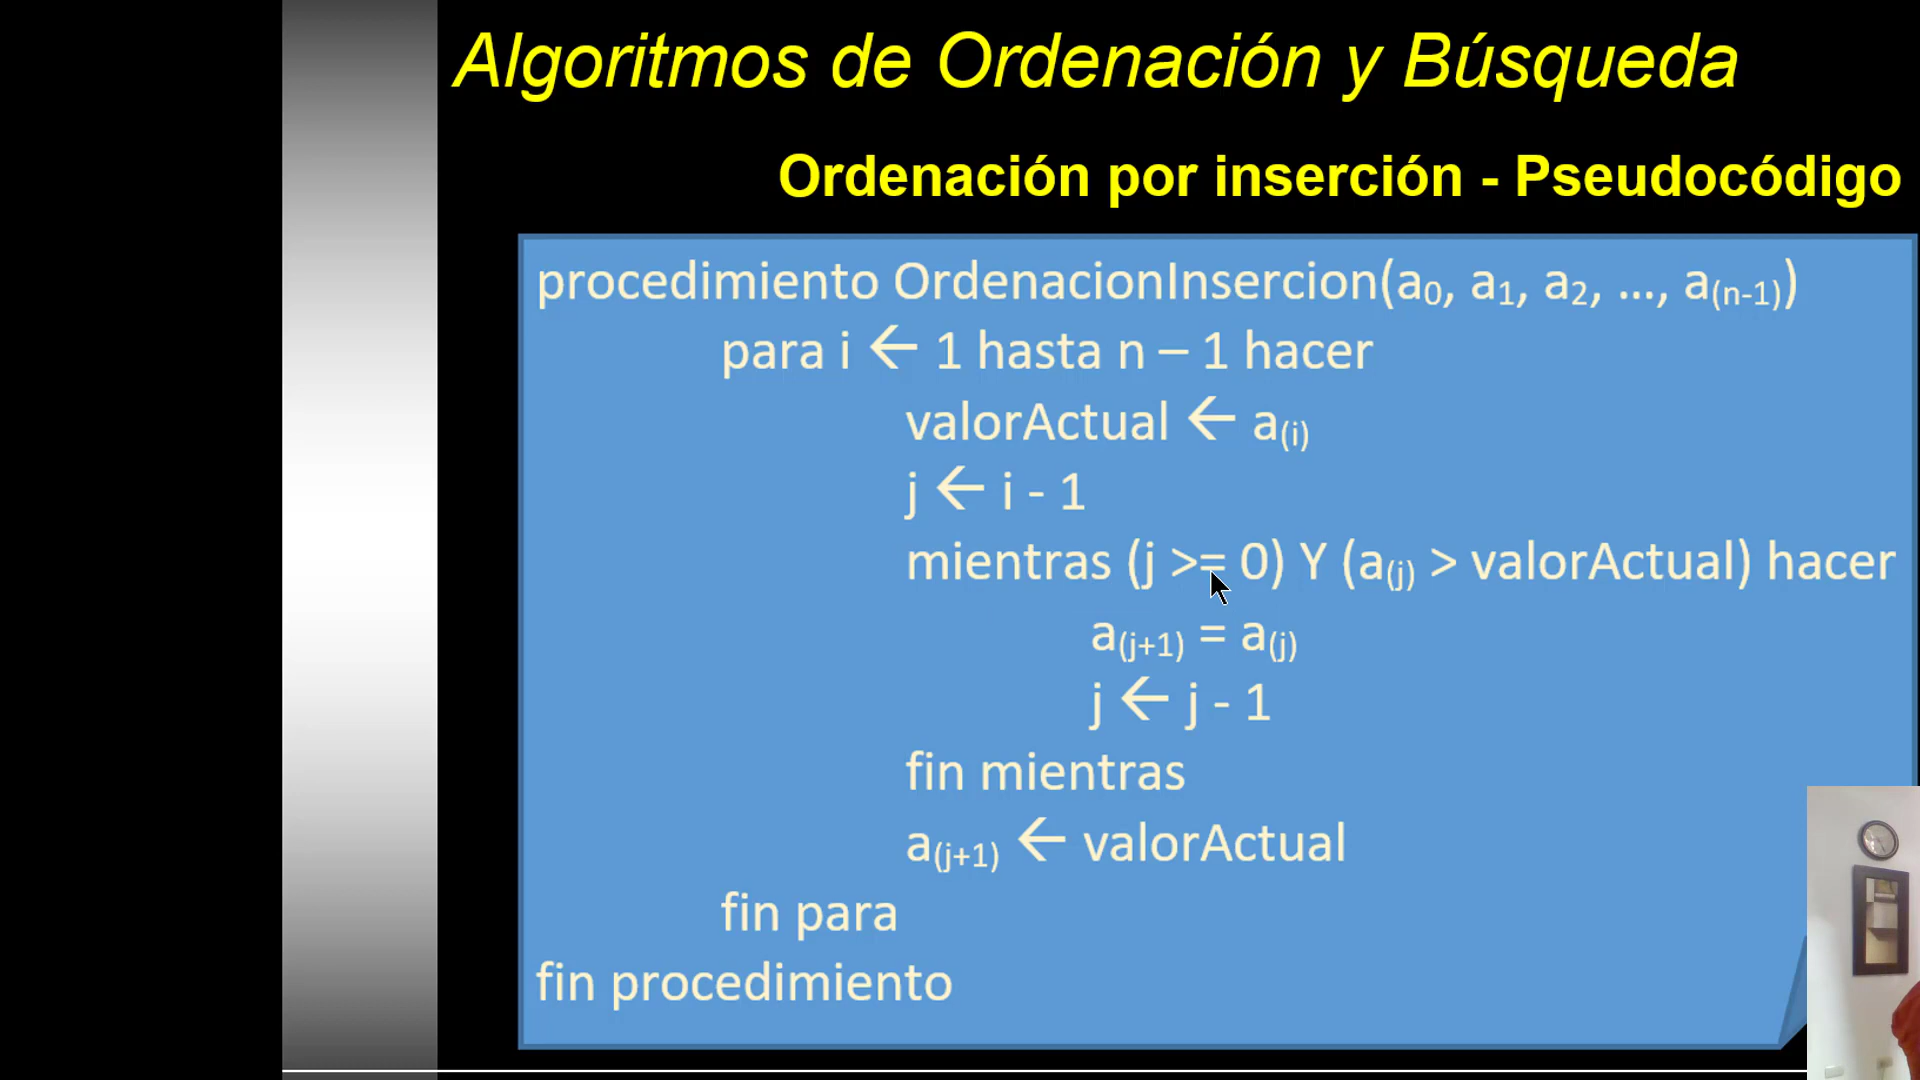 Algoritmos de Ordenación y Búsqueda
Ordenación por inserción - Pseudocódigo
procedimiento OrdenacionInsercion(a₀, a₁, a₂, ..., a₍ₙ₋₁₎)
para i ← 1 hasta n – 1 hacer
valorActual ← a₍ᵢ₎
j ← i - 1
mientras (j >= 0) Y (a₍ⱼ₎ > valorActual) hacer
a₍ⱼ₊₁₎ = a₍ⱼ₎
j ← j - 1
fin mientras
a₍ⱼ₊₁₎ ← valorActual
fin para
fin procedimiento